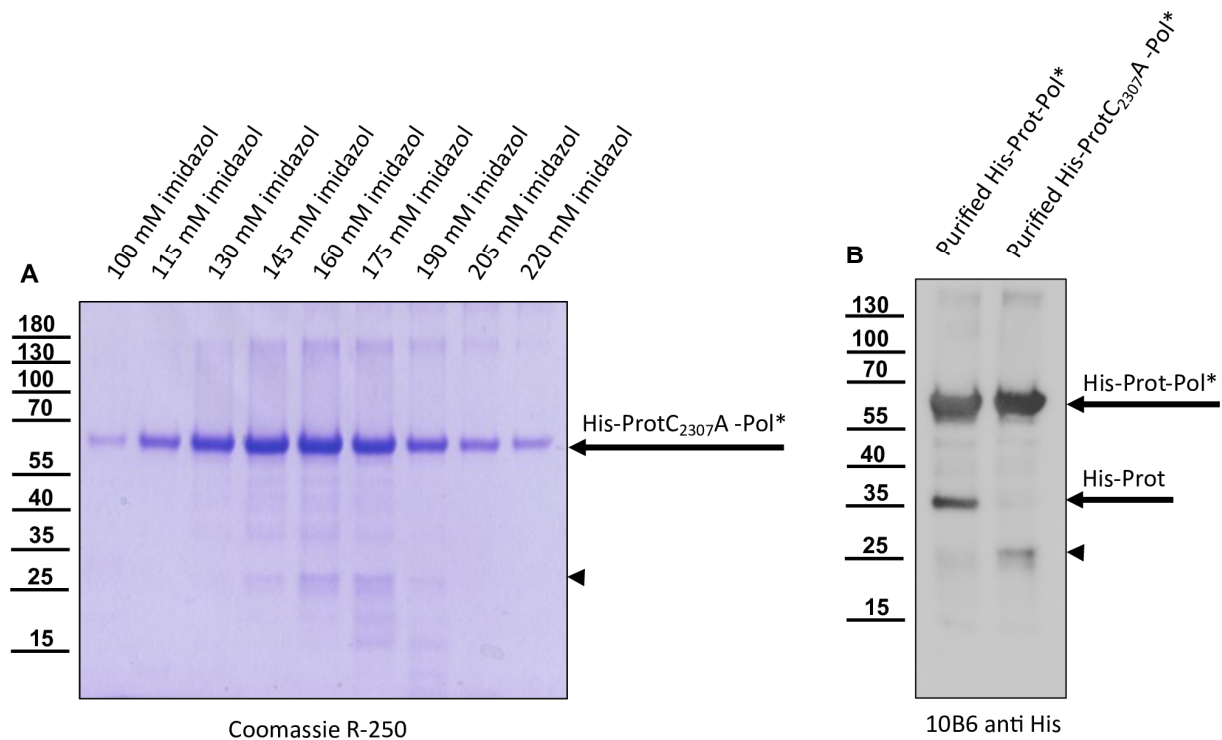 A
100 mM imidazol
115 mM imidazol
130 mM imidazol
145 mM imidazol
160 mM imidazol
175 mM imidazol
190 mM imidazol
205 mM imidazol
220 mM imidazol
180
130
100
70
55
40
35
25
15
His-ProtC2307A -Pol*
Coomassie R-250
B
Purified His-Prot-Pol*
Purified His-ProtC2307A -Pol*
130
100
70
55
40
35
25
15
His-Prot-Pol*
His-Prot
10B6 anti His